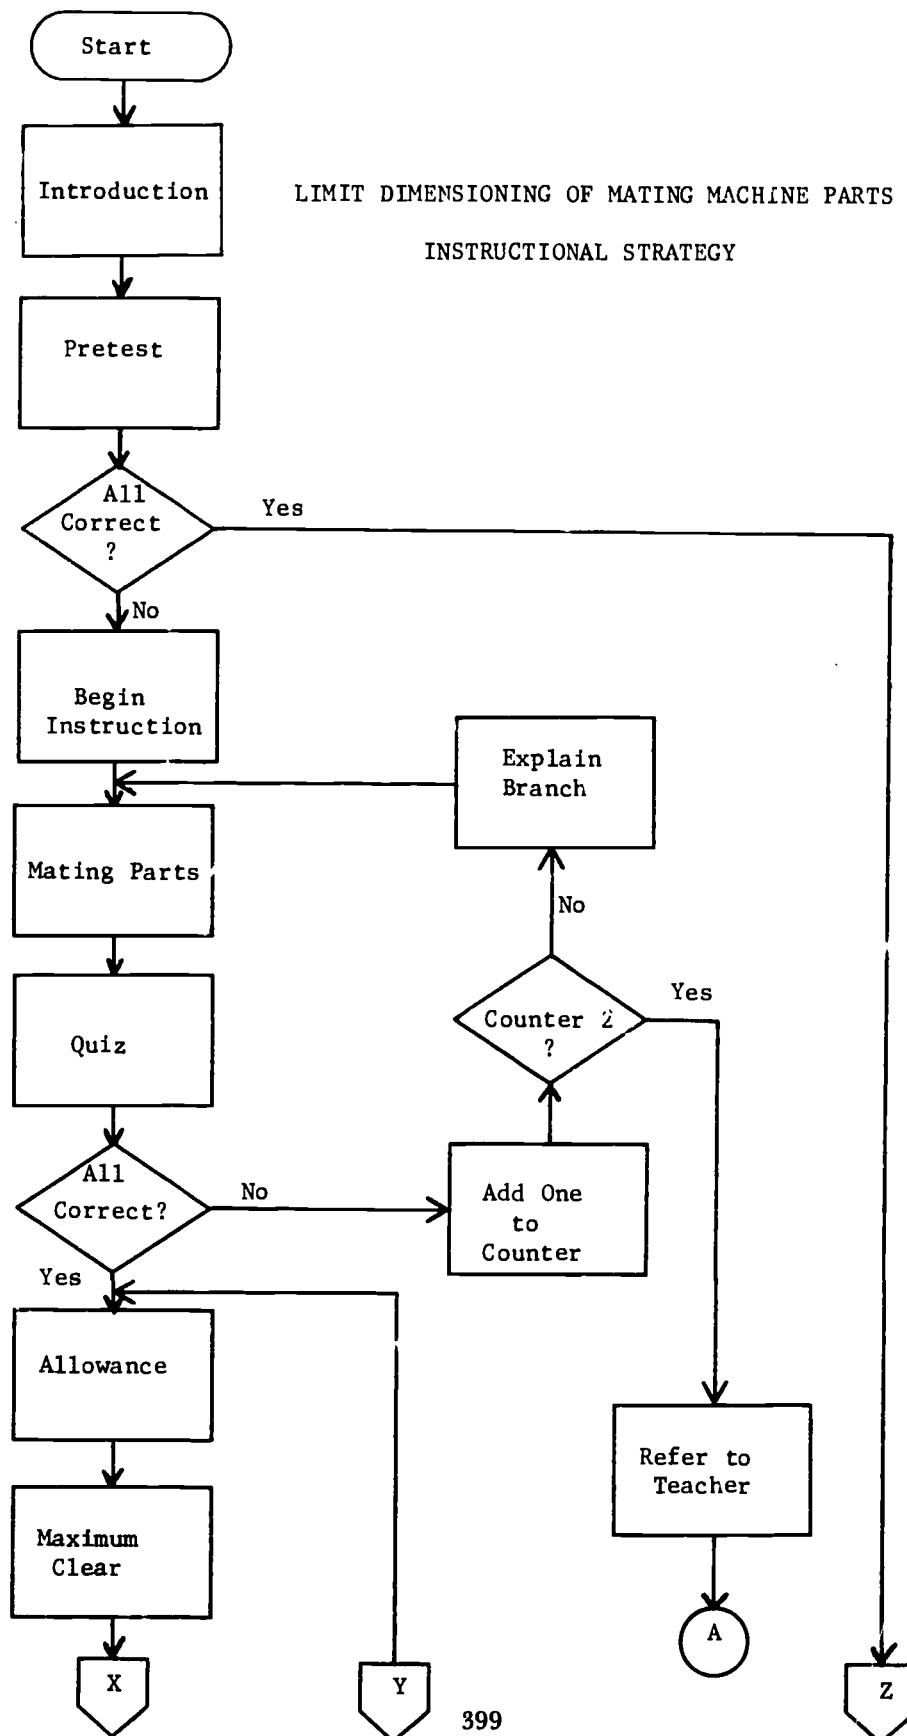 Start
Introduction
LIMIT DIMENSIONING OF MATING MACHINE PARTS
INSTRUCTIONAL STRATEGY
Pretest
All
Correct
?
Yes
No
Begin
Instruction
Explain
Branch
Mating Parts
No
Counter 2
?
Yes
Quiz
All
Correct?
No
Add One
to
Counter
Yes
Allowance
Refer to
Teacher
Maximum
Clear
A
X
Y
Z
399